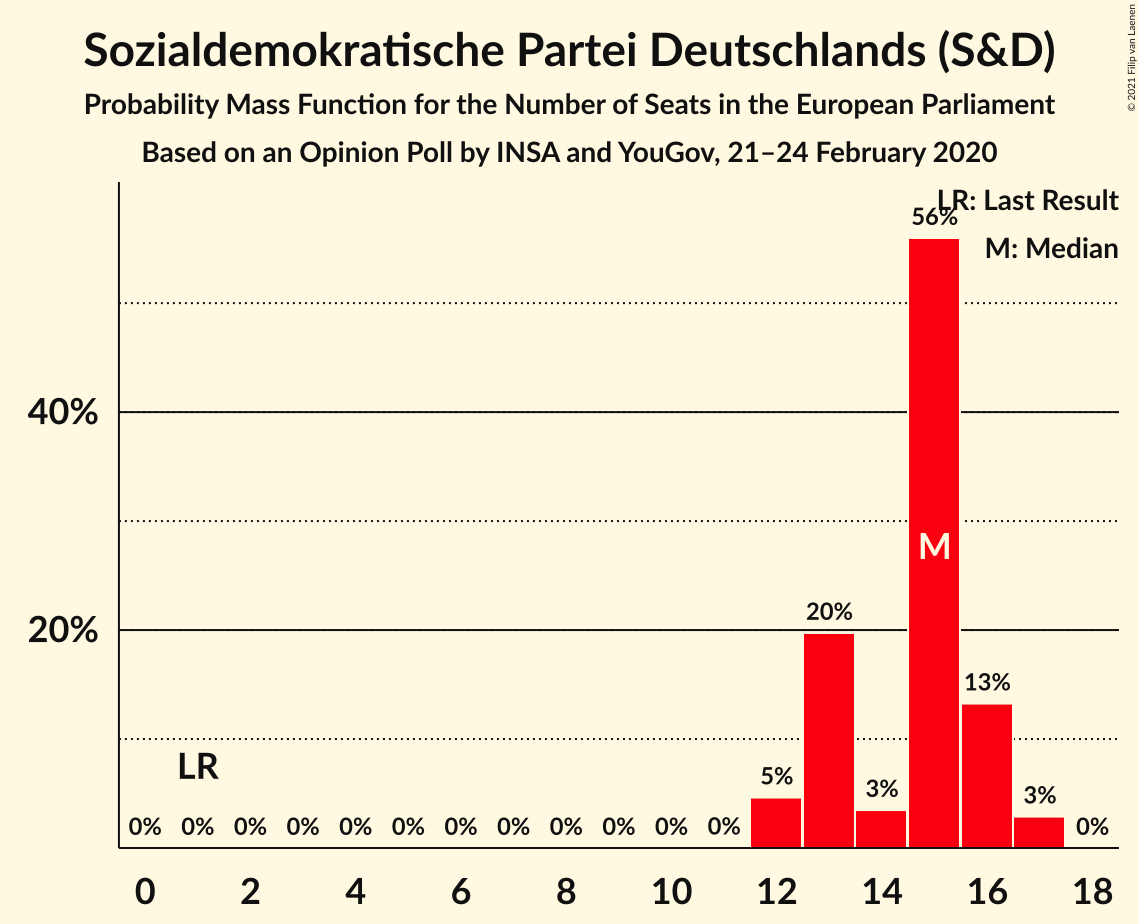 Sozialdemokratische Partei Deutschlands (S&D)
Probability Mass Function for the Number of Seats in the European Parliament
Based on an Opinion Poll by INSA and YouGov, 21–24 February 2020
© 2021 Filip van Laenen
LR: Last Result
M: Median
56%
40%
M
20%
20%
13%
LR
5%
3%
3%
0% 0% 0% 0% 0% 0% 0% 0% 0% 0% 0% 0% 0%
0 2 4 6 8 10 12 14 16 18